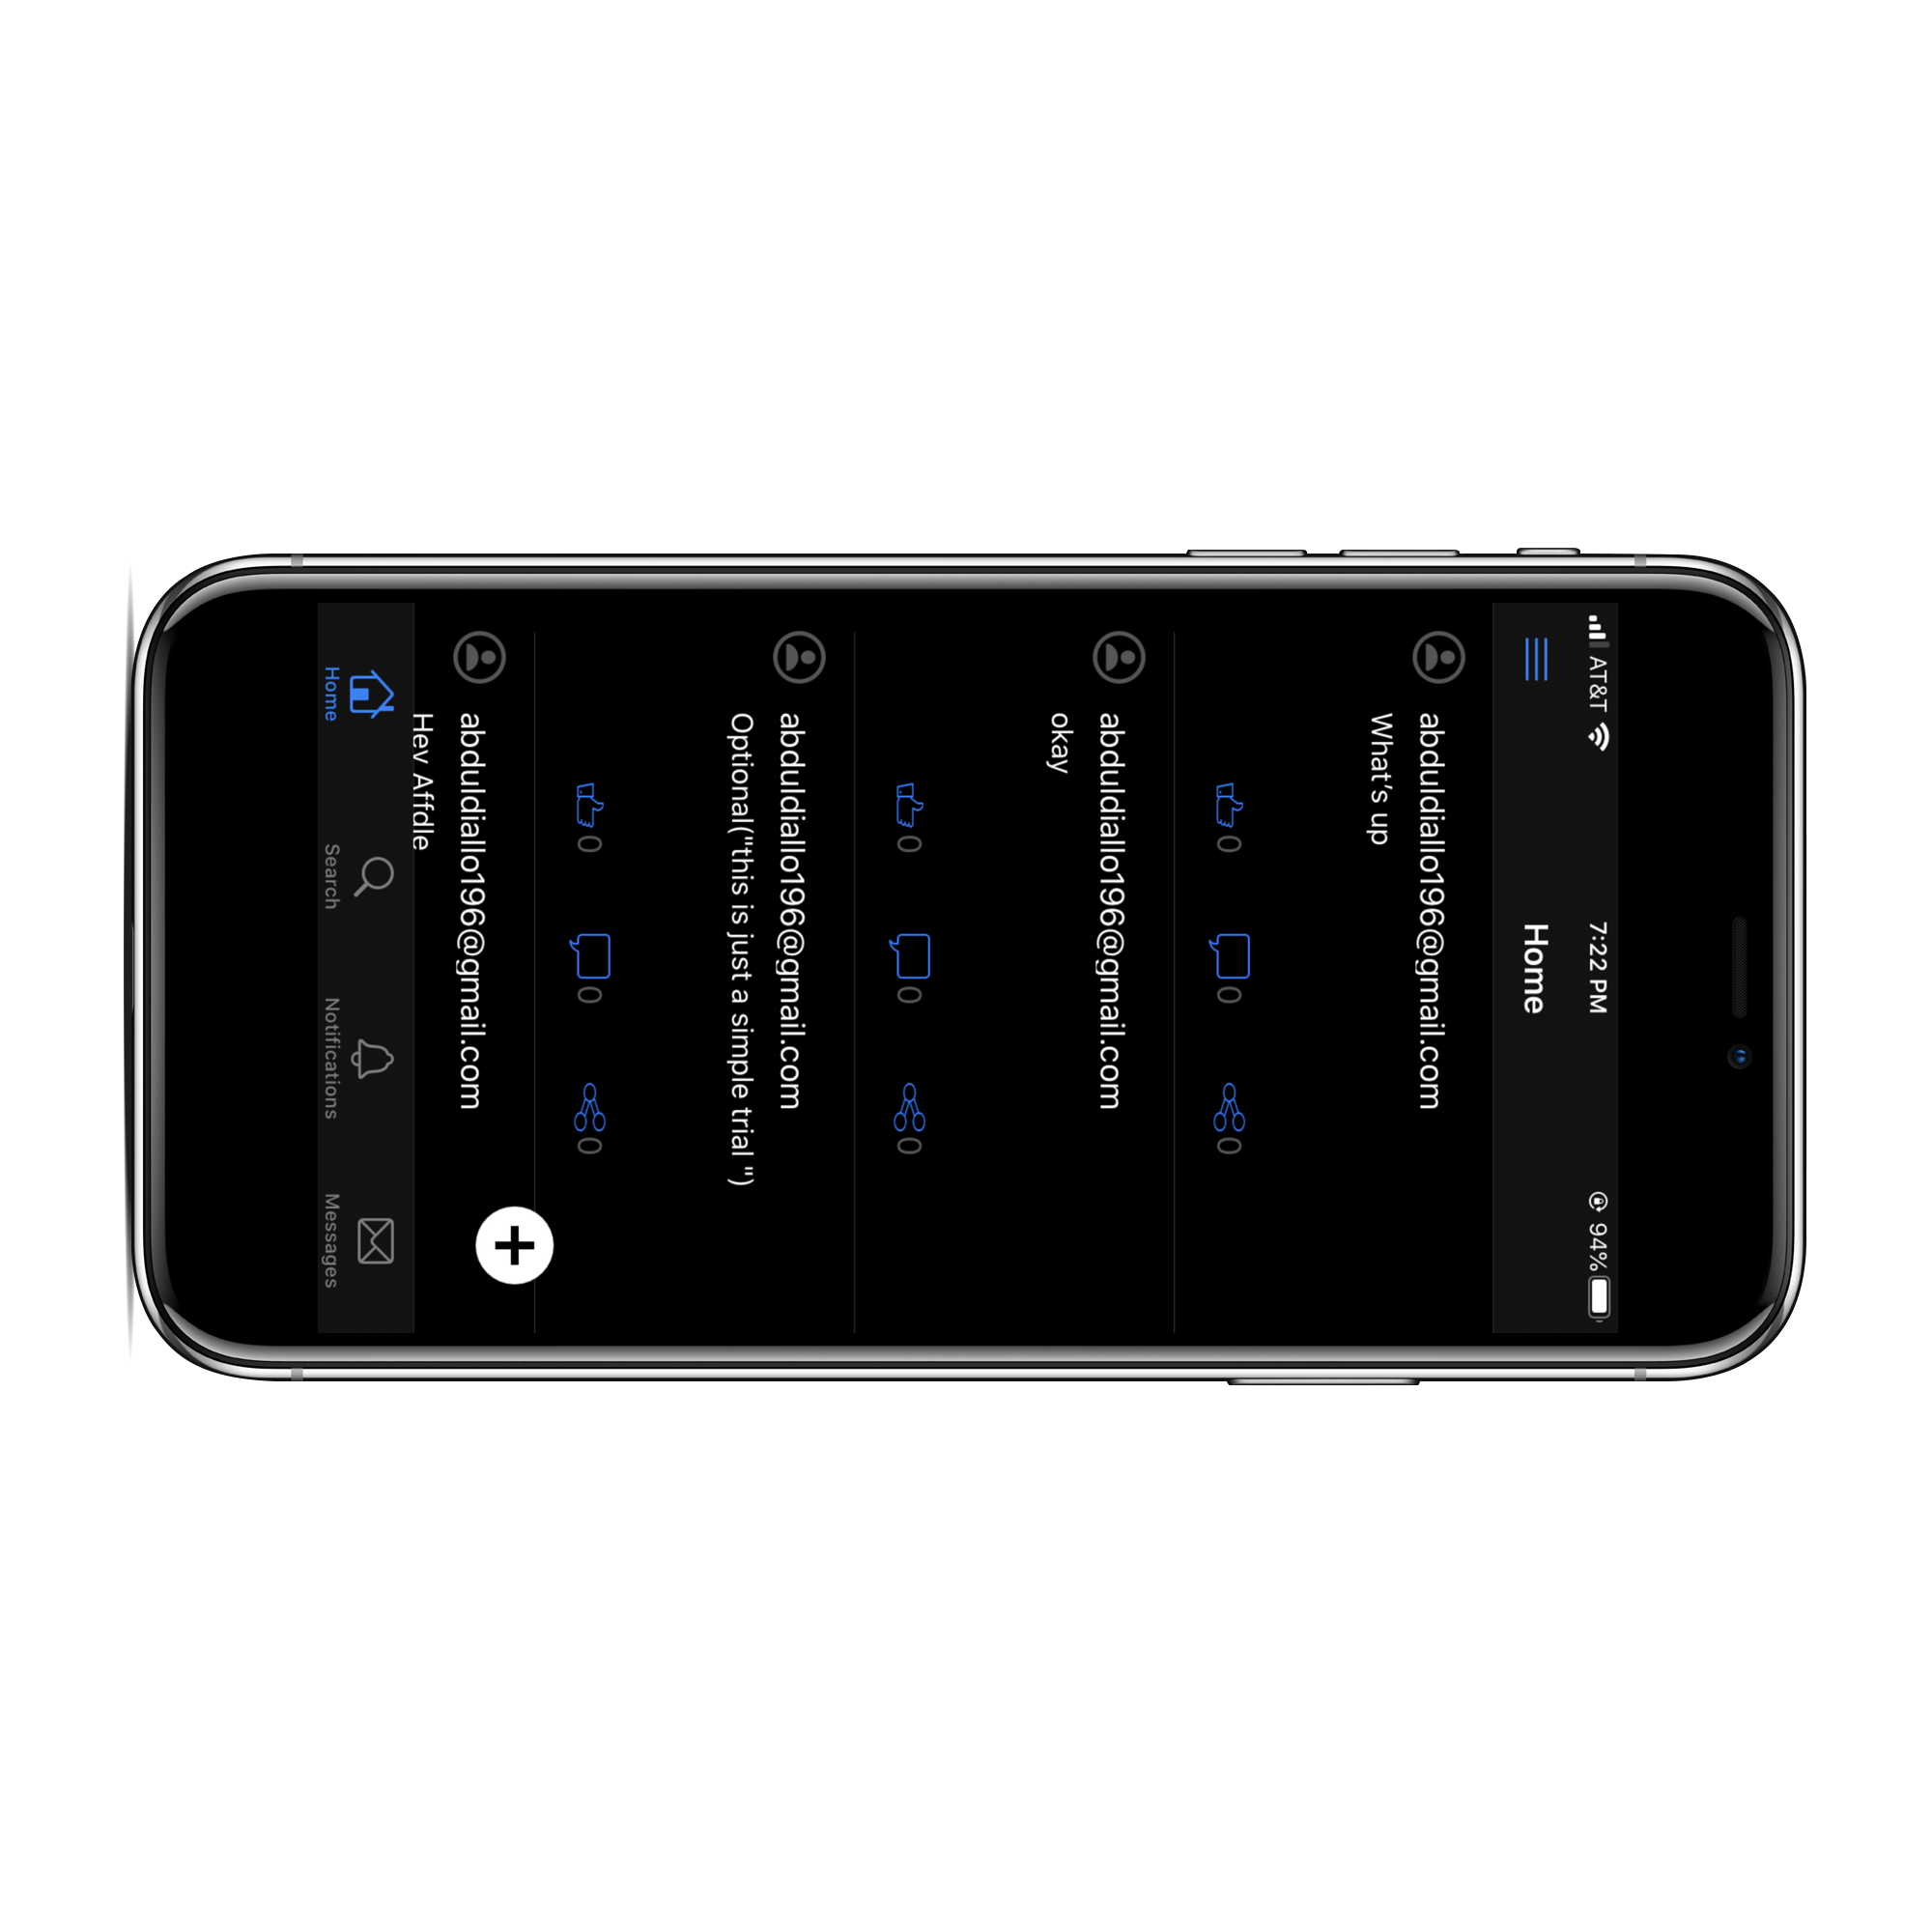 AT&T 7:22 PM 94%
Home
abduldiallo196@gmail.com
What's up
0 0 0
abduldiallo196@gmail.com
okay
0 0 0
abduldiallo196@gmail.com
Optional("this is just a simple trial ")
0 0 0
abduldiallo196@gmail.com
Hey Affdle
Home Search Notifications Messages